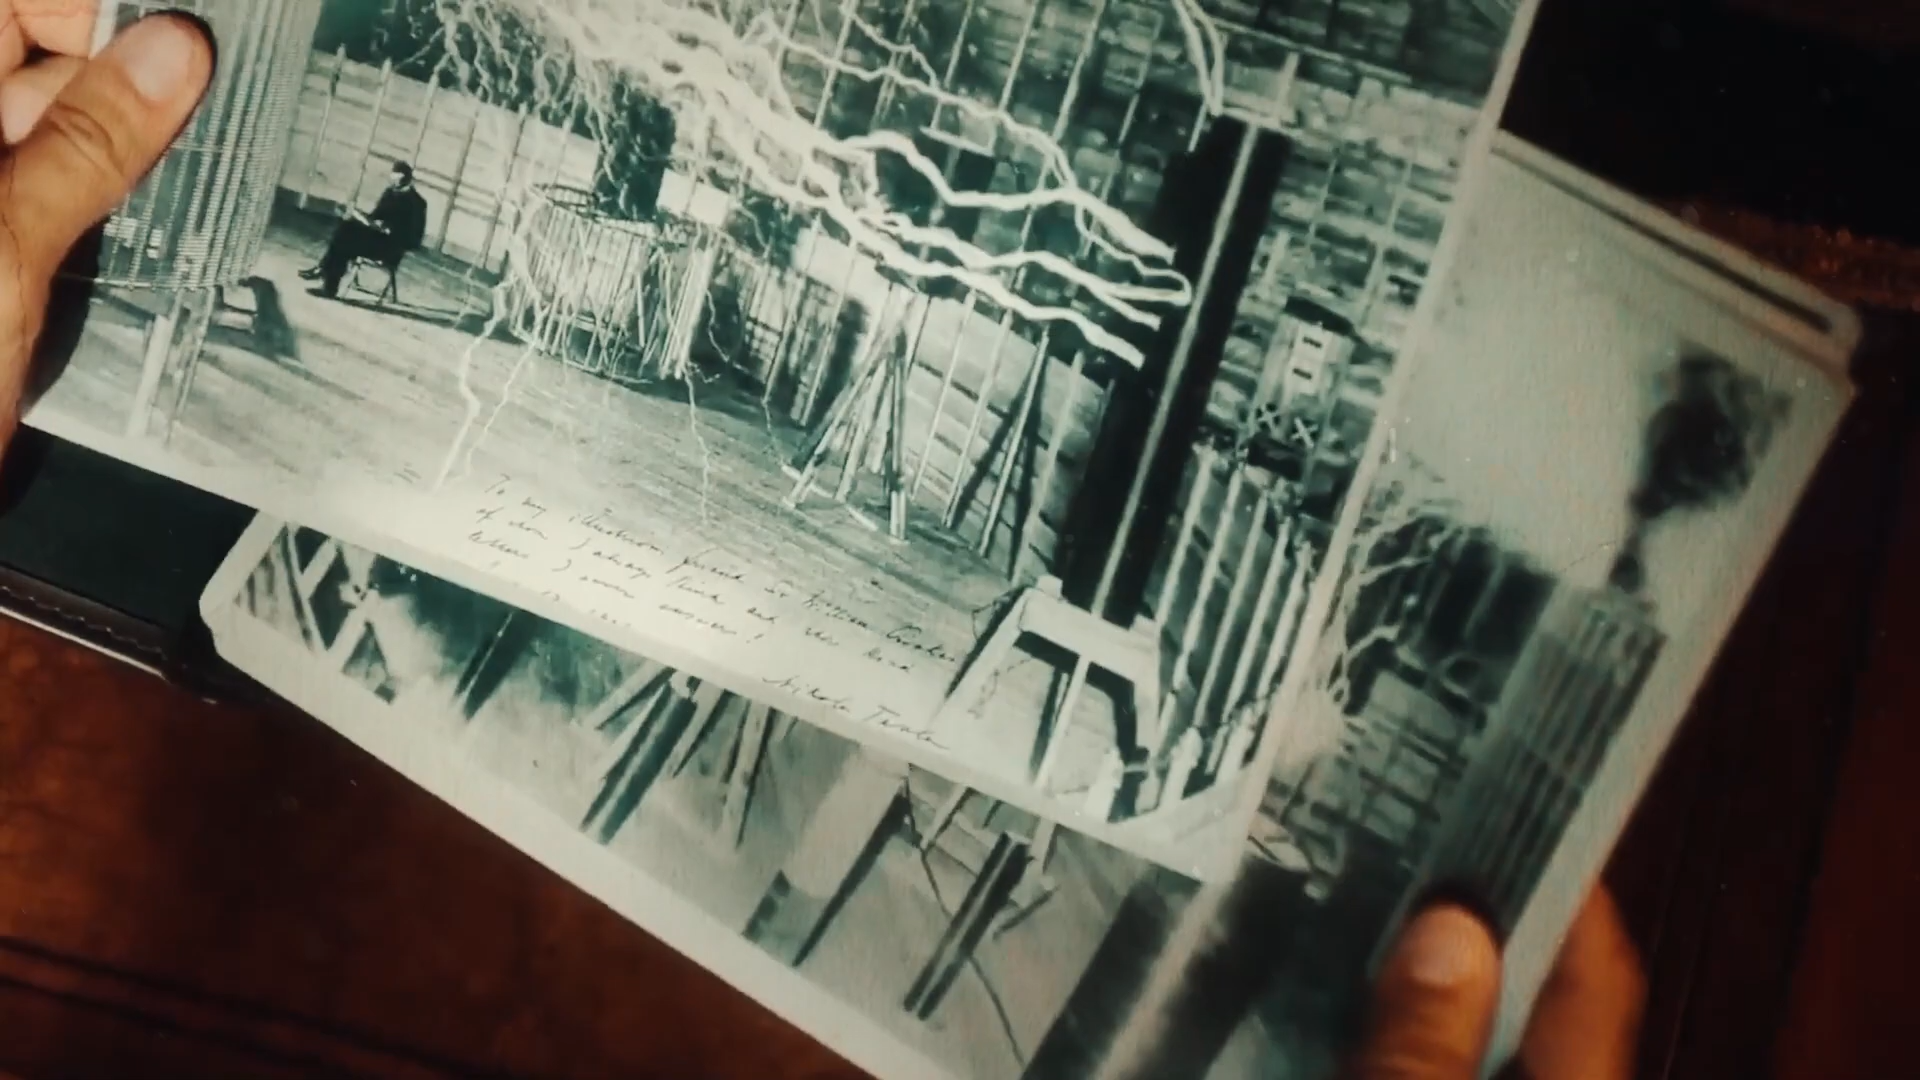 To my illustrious friend Sir William Crookes
of whom I always think and whose kind
letters I never answer!
Nikola Tesla